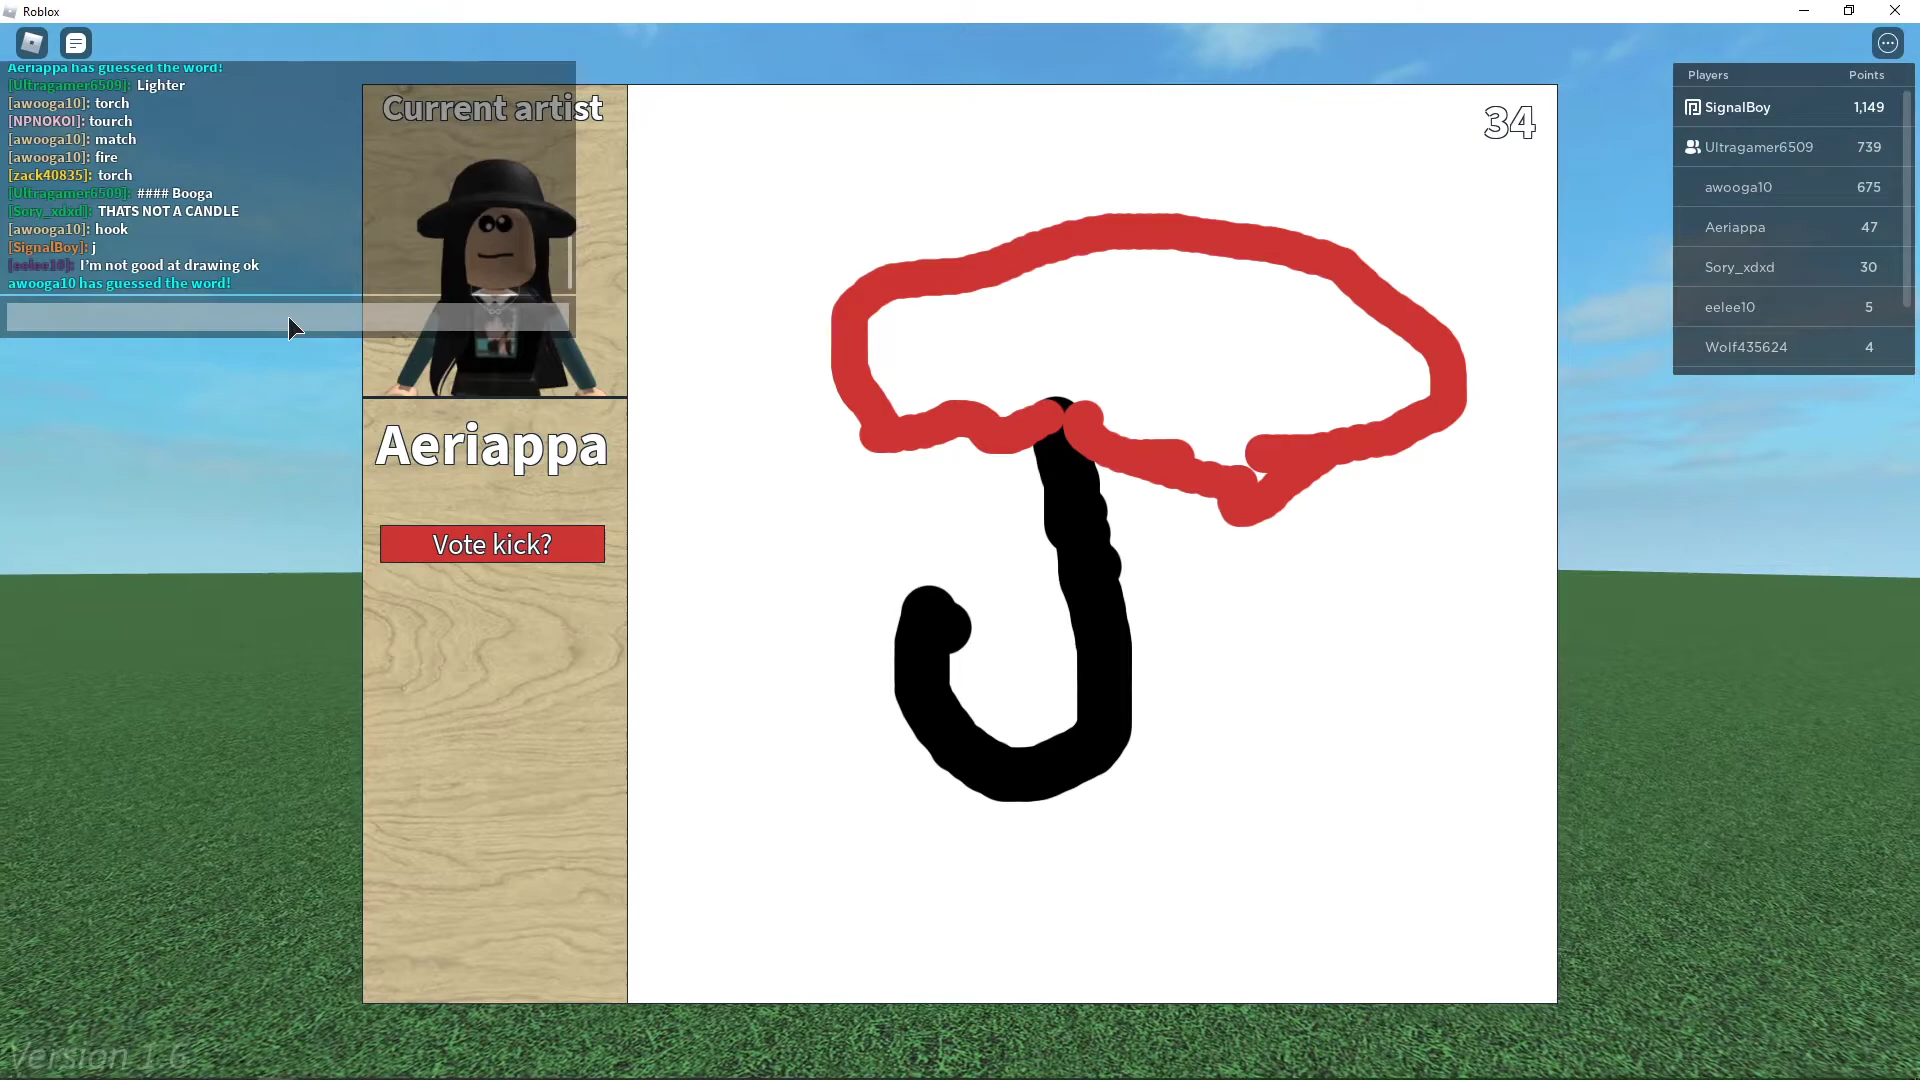 Roblox
Aeriappa has guessed the word!
[Ultragamer6509]: Lighter
[awooga10]: torch
[NPNOKOI]: tourch
[awooga10]: match
[awooga10]: fire
[zack40835]: torch
[Ultragamer6509]: #### Booga
[Sory_xdxd]: THATS NOT A CANDLE
[awooga10]: hook
[SignalBoy]: j
[eelee10]: I'm not good at drawing ok
awooga10 has guessed the word!
Current artist
Aeriappa
Vote kick?
34
Players Points
SignalBoy 1,149
Ultragamer6509 739
awooga10 675
Aeriappa 47
Sory_xdxd 30
eelee10 5
Wolf435624 4
Version 1.6